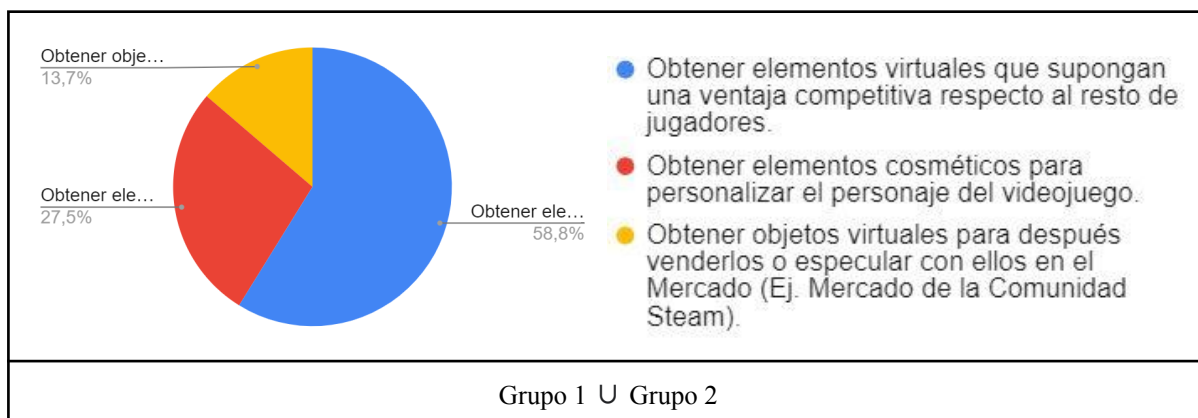 Obtener obje…
13,7%
Obtener ele…
27,5%
Obtener ele…
58,8%
Obtener elementos virtuales que supongan
una ventaja competitiva respecto al resto de
jugadores.
Obtener elementos cosméticos para
personalizar el personaje del videojuego.
Obtener objetos virtuales para después
venderlos o especular con ellos en el
Mercado (Ej. Mercado de la Comunidad
Steam).
Grupo 1 ∪ Grupo 2